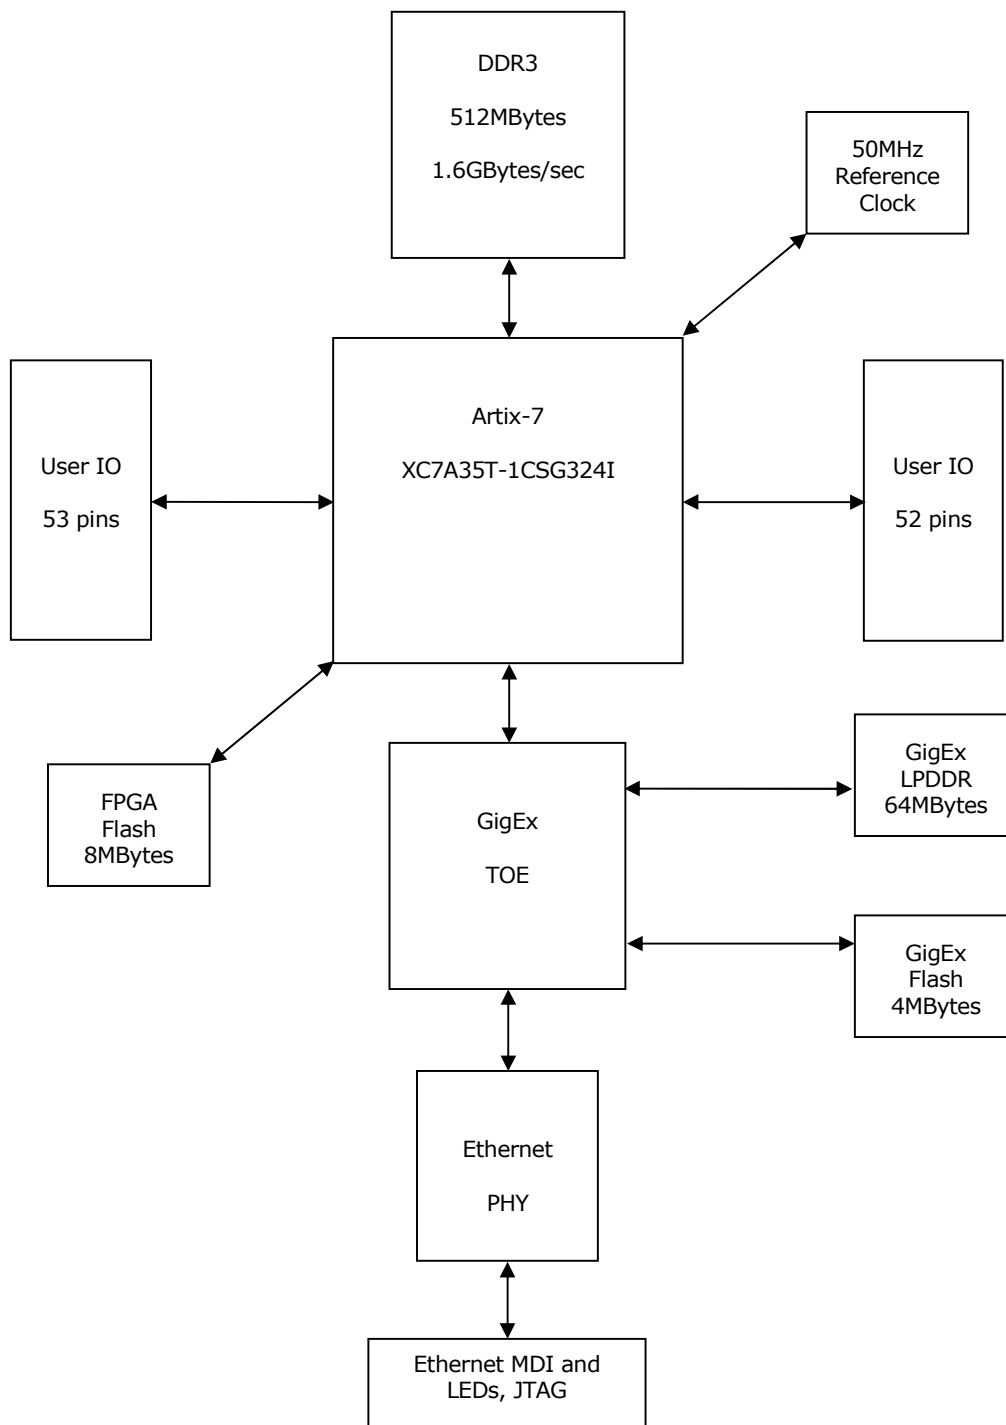 DDR3
512MBytes
1.6GBytes/sec
50MHz
Reference
Clock
Artix-7
XC7A35T-1CSG324I
User IO
53 pins
User IO
52 pins
FPGA
Flash
8MBytes
GigEx
TOE
GigEx
LPDDR
64MBytes
GigEx
Flash
4MBytes
Ethernet
PHY
Ethernet MDI and
LEDs, JTAG